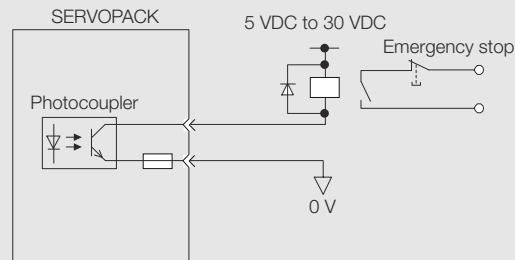 SERVOPACK
5 VDC to 30 VDC
Emergency stop
Photocoupler
0 V